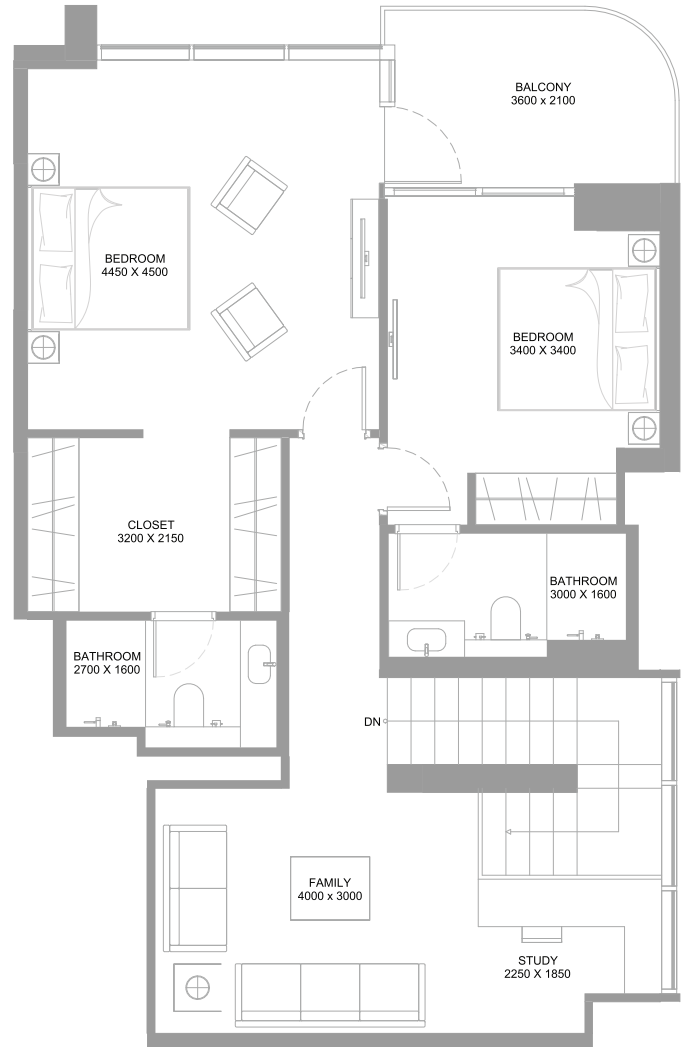 BALCONY
3600 x 2100
BEDROOM
4450 X 4500
BEDROOM
3400 X 3400
CLOSET
3200 X 2150
BATHROOM
3000 X 1600
BATHROOM
2700 X 1600
DN
FAMILY
4000 x 3000
STUDY
2250 X 1850